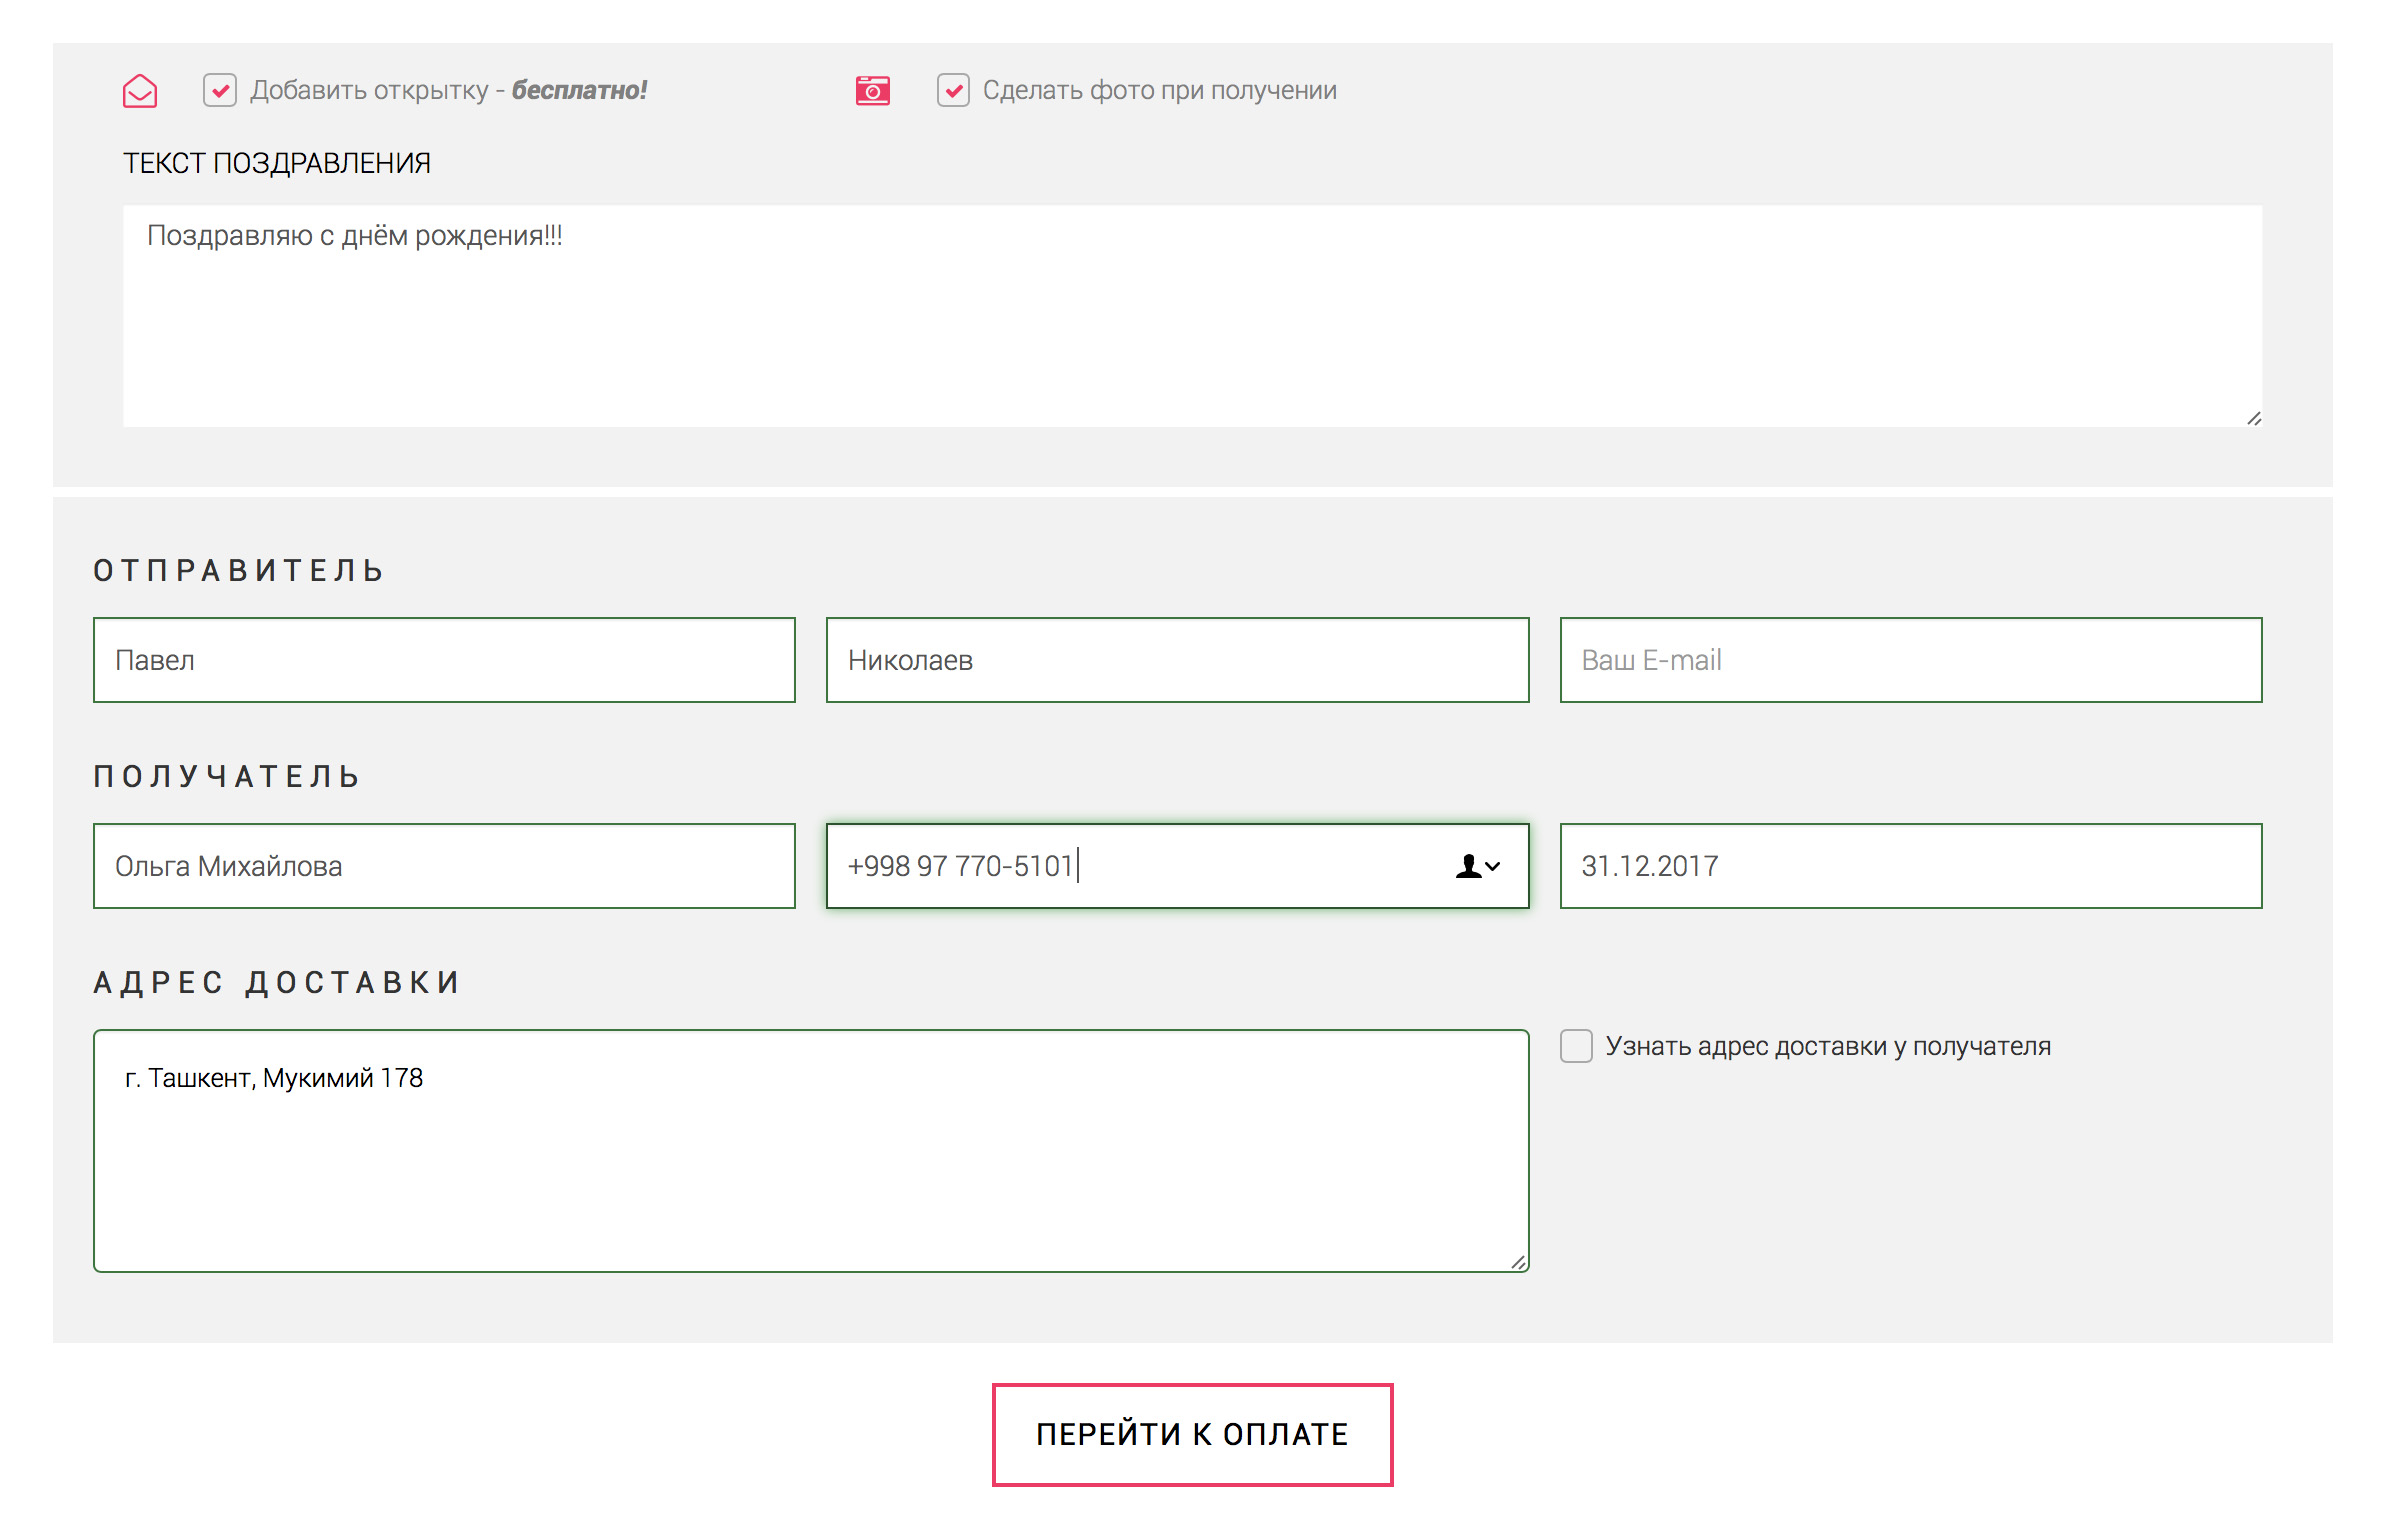 Добавить открытку - бесплатно!
Сделать фото при получении
ТЕКСТ ПОЗДРАВЛЕНИЯ
Поздравляю с днём рождения!!!
ОТПРАВИТЕЛЬ
Павел
Николаев
Ваш E-mail
ПОЛУЧАТЕЛЬ
Ольга Михайлова
+998 97 770-5101
31.12.2017
АДРЕС ДОСТАВКИ
г. Ташкент, Мукимий 178
Узнать адрес доставки у получателя
ПЕРЕЙТИ К ОПЛАТЕ